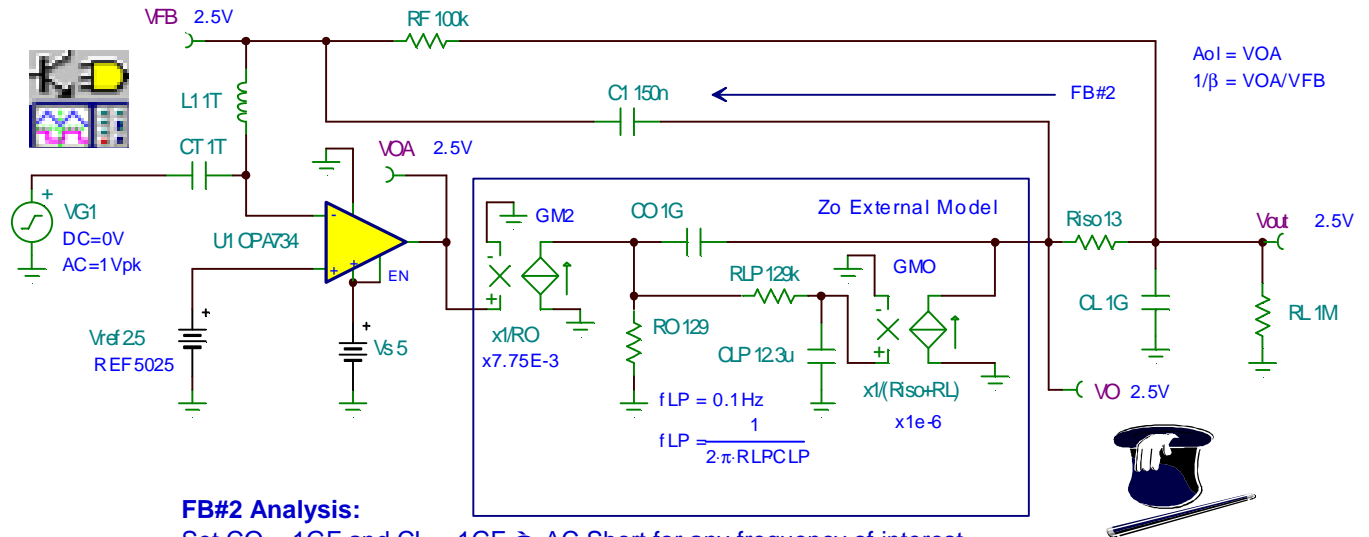 VFB 2.5V
RF 100k
Aol = VOA
1/β = VOA/VFB
L1 1T
C1 150n
FB#2
CT 1T
VOA 2.5V
+
VG1
DC=0V
AC=1Vpk
-
+
+
U1 OPA734
EN
GM2
-
+
x1/RO
x7.75E-3
CO 1G
Zo External Model
RLP 129k
GMO
-
+
RO 129
CLP 12.3u
x1/(Riso+RL)
x1e-6
Riso 13
Vout 2.5V
CL 1G
RL 1M
+
Vref 2.5
REF5025
+
Vs 5
fLP = 0.1Hz
fLP = 1
2·π·RLPCLP
VO 2.5V
FB#2 Analysis: